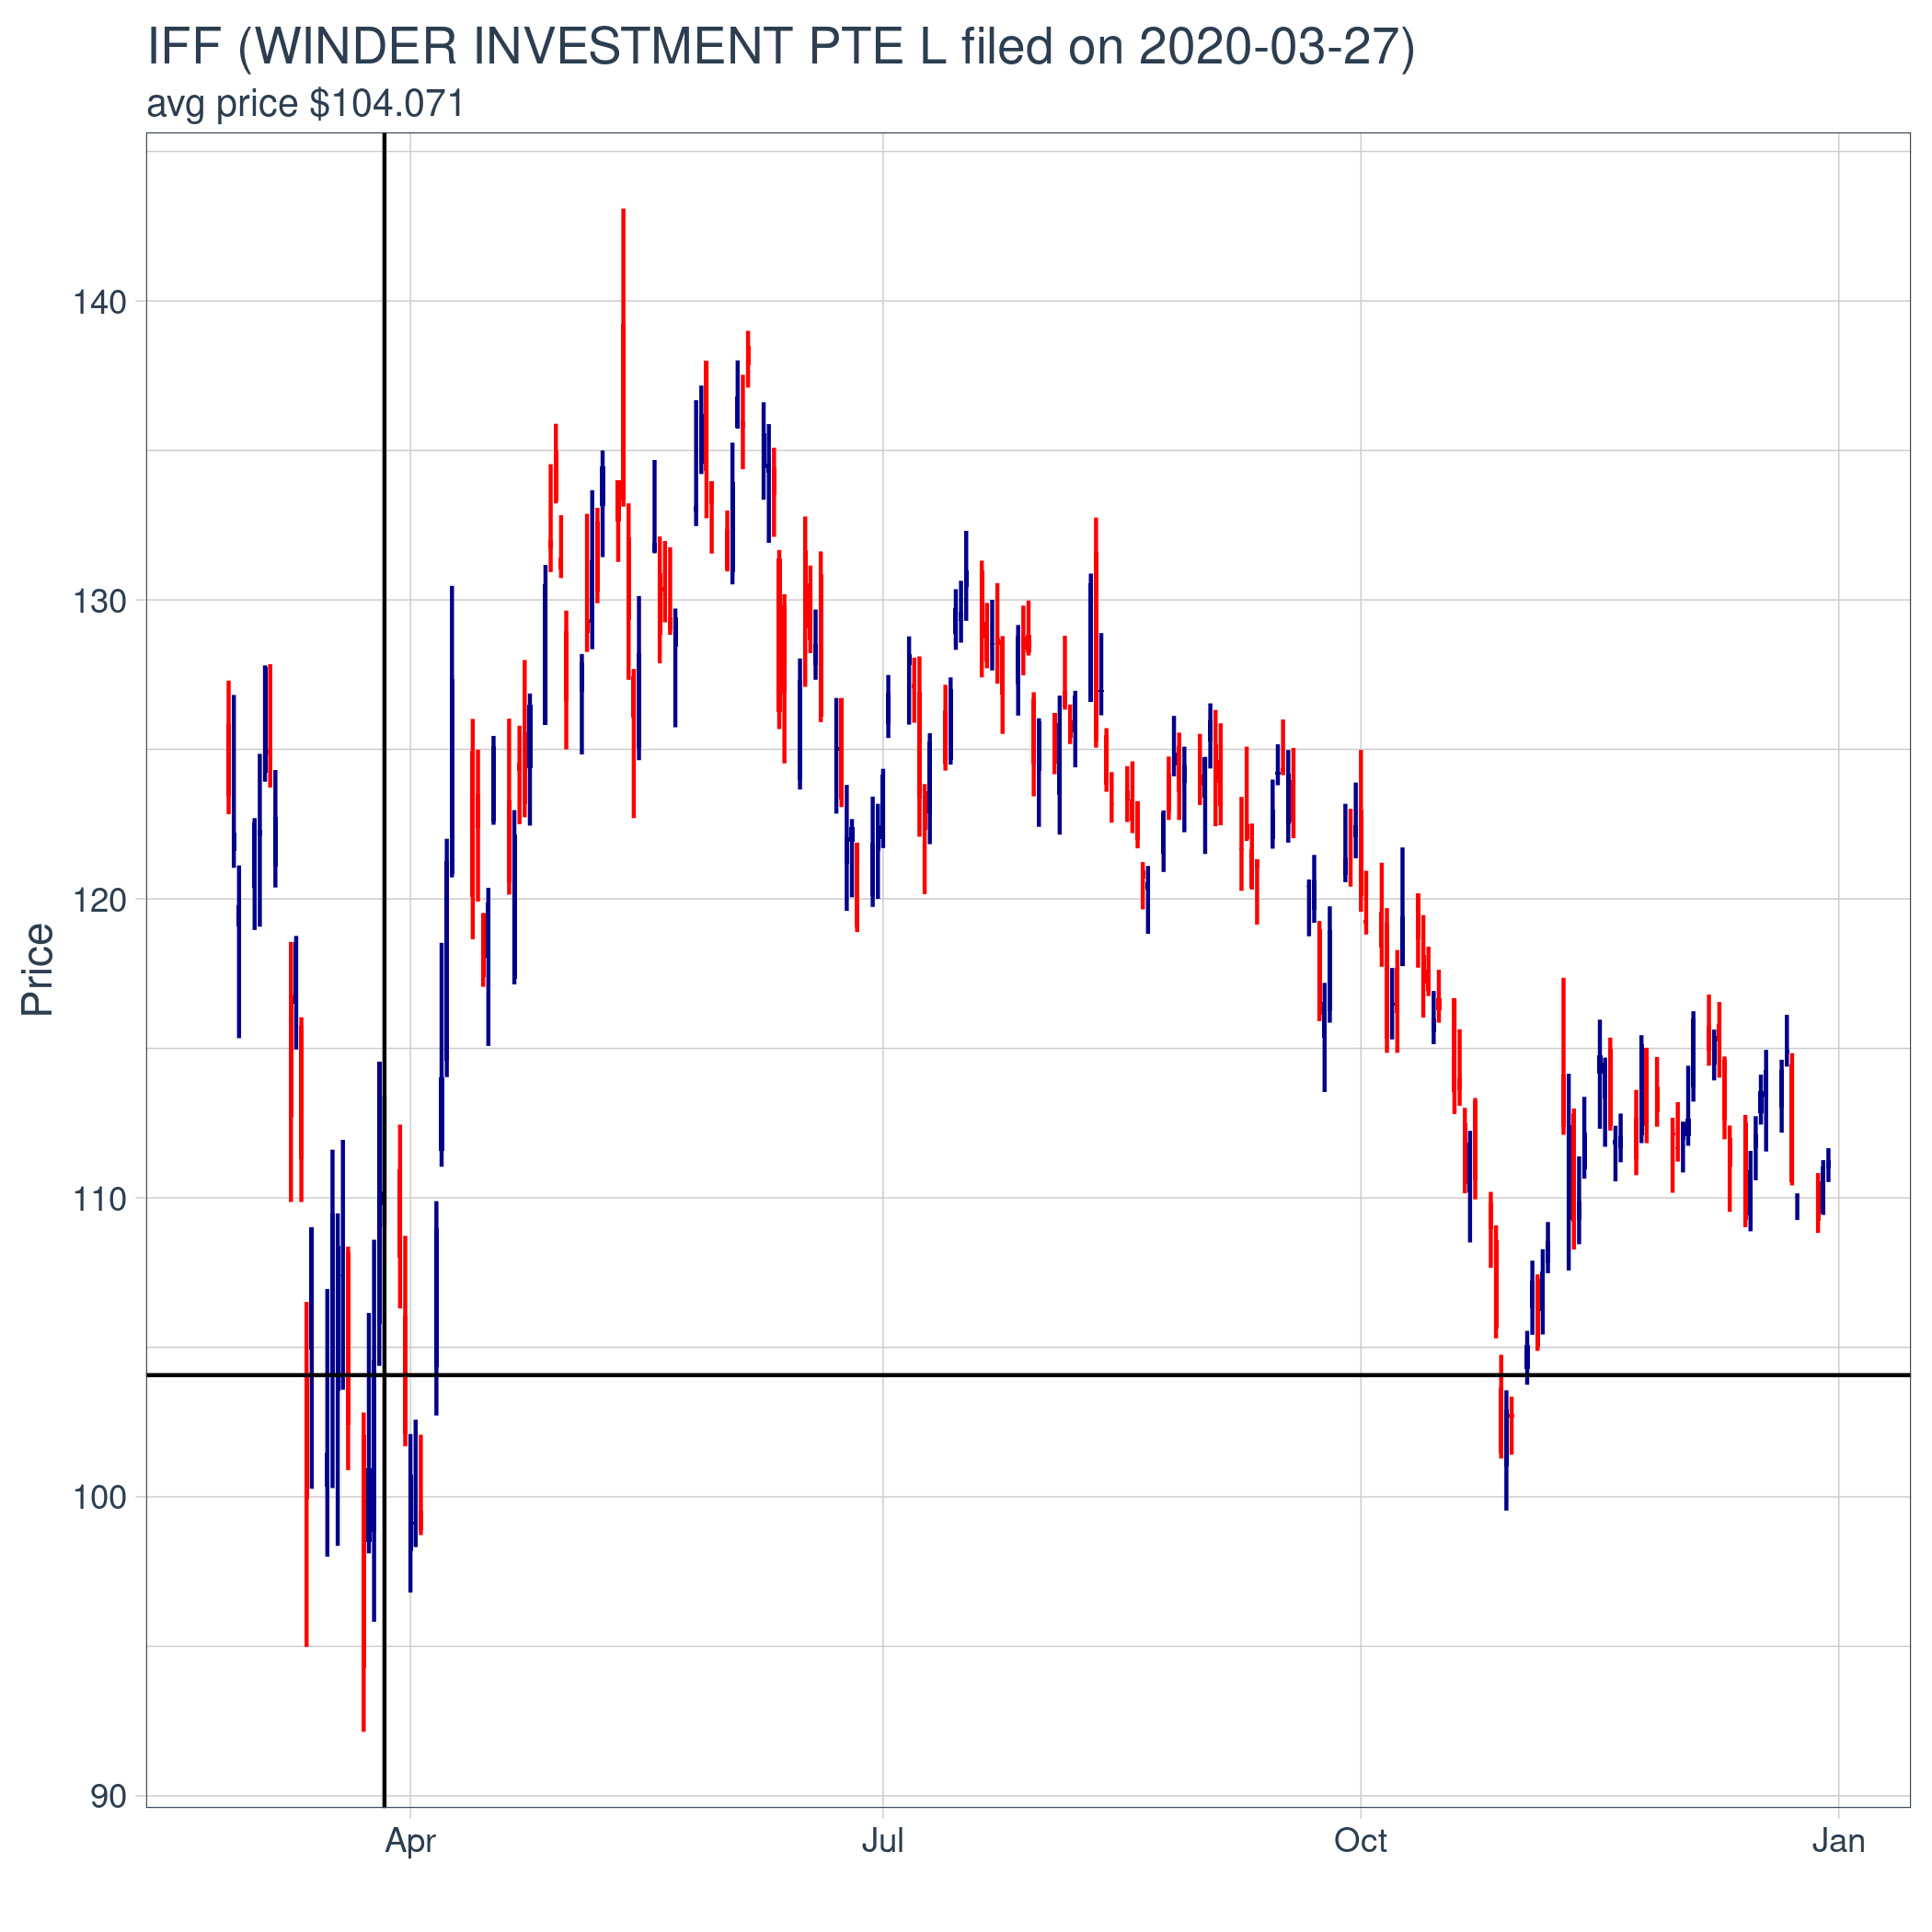 IFF (WINDER INVESTMENT PTE L filed on 2020-03-27)
avg price $104.071
140
130
120
110
100
90
Price
Apr Jul Oct Jan